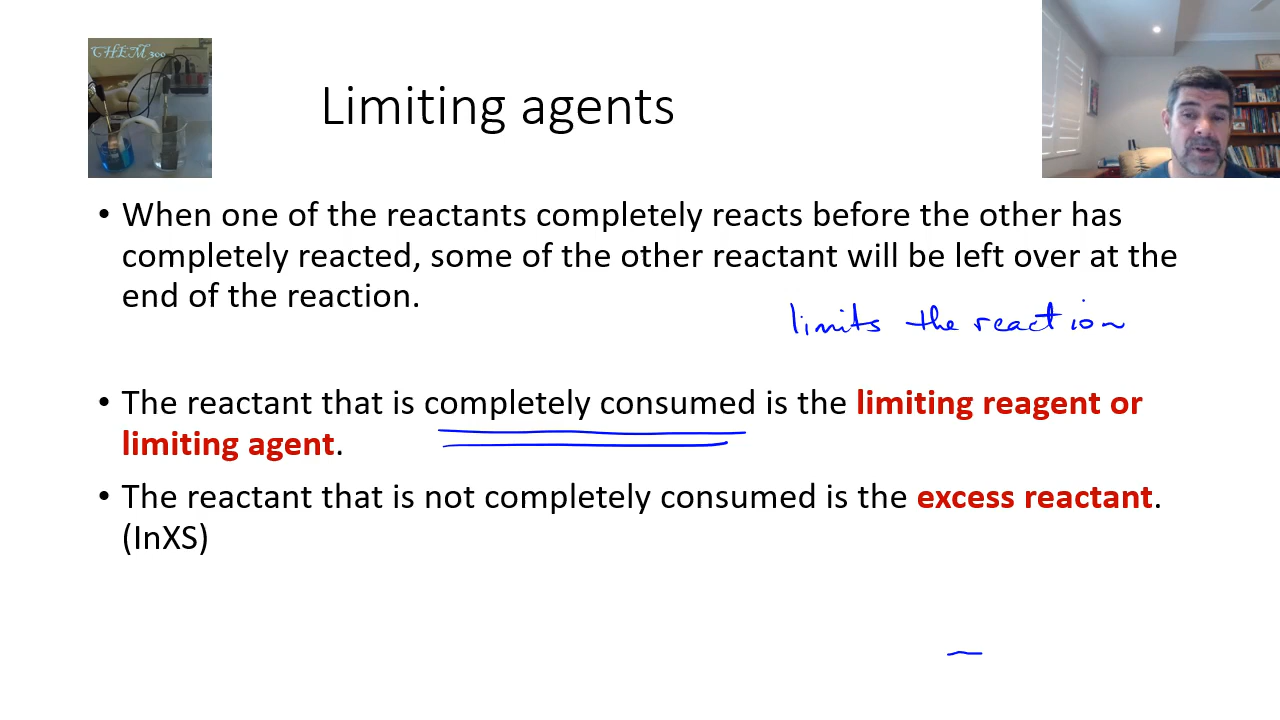 CHEM300
Limiting agents
• When one of the reactants completely reacts before the other has
completely reacted, some of the other reactant will be left over at the
end of the reaction.
limits the reaction
• The reactant that is completely consumed is the limiting reagent or
limiting agent.
• The reactant that is not completely consumed is the excess reactant.
(InXS)